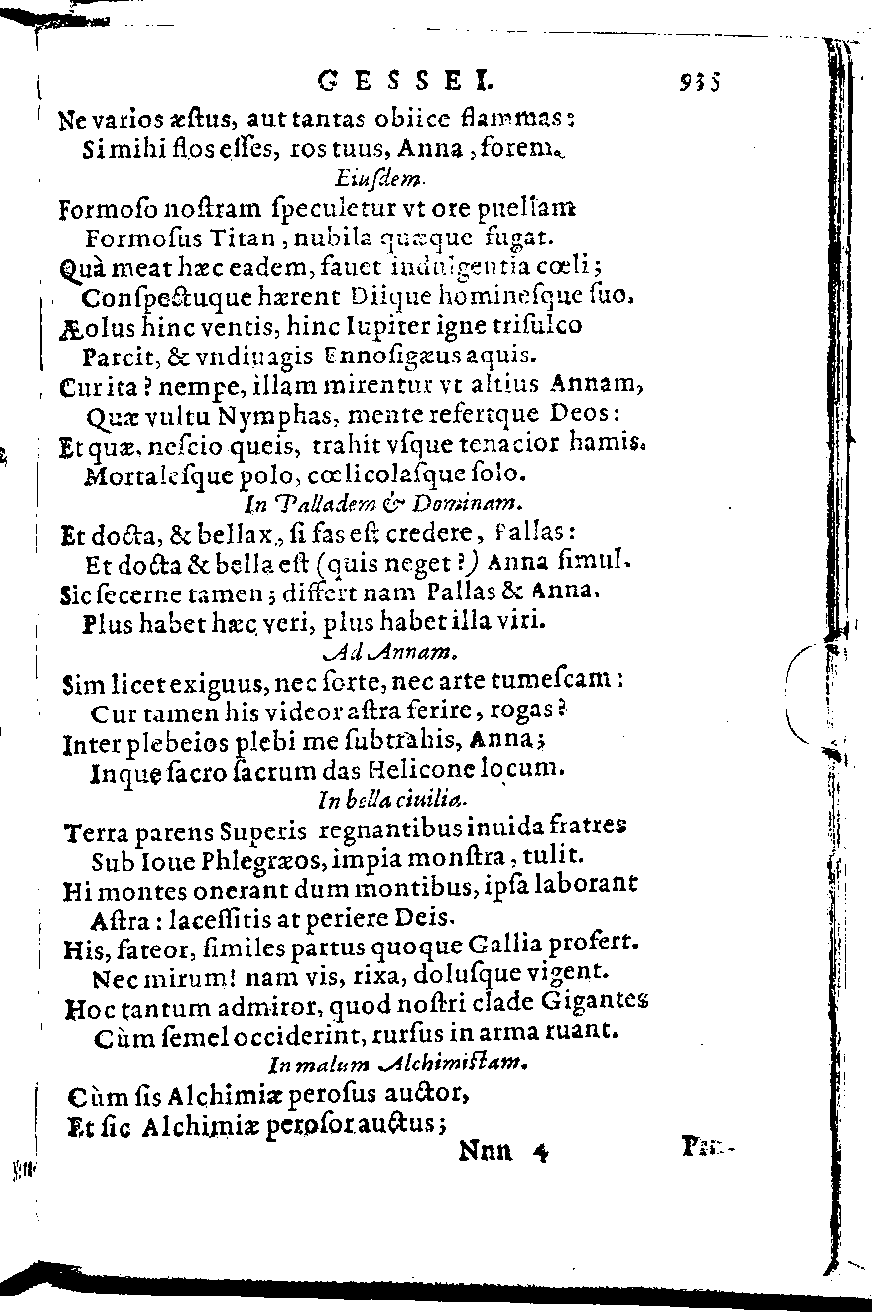 GESSEI. 935
Ne varios æſtus, aut tantas obiice flammas:
Si mihi flos eſſes, ros tuus, Anna, forem.
Eiuſdem.
Formoſo noſtram ſpeculetur vt ore puellam
Formoſus Titan, nubila quæque fugat.
Quà meat hæc eadem, fauet indulgentia cœli;
Conſpectuque hærent Diique homineſque ſuo.
Æolus hinc ventis, hinc Iupiter igne triſulco
Parcit, & vndiuagis Ennoſigæus aquis.
Cur ita? nempe, illam mirentur vt altius Annam,
Quæ vultu Nymphas, mente refertque Deos:
Et quæ, neſcio queis, trahit vſque tenacior hamis.
Mortaleſque polo, cœlicolaſque ſolo.
In Palladem & Dominam.
Et docta, & bellax, ſi fas eſt credere, Pallas:
Et docta & bella eſt (quis neget?) Anna ſimul.
Sic ſecerne tamen; differt nam Pallas & Anna.
Plus habet hæc veri, plus habet illa viri.
Ad Annam.
Sim licet exiguus, nec ſorte, nec arte tumeſcam:
Cur tamen his videor aſtra ferire, rogas?
Inter plebeios plebi me ſubtrahis, Anna;
Inque ſacro ſacrum das Helicone locum.
In bella ciuilia.
Terra parens Superis regnantibus inuida fratres
Sub Ioue Phlegræos, impia monſtra, tulit.
Hi montes onerant dum montibus, ipſa laborant
Aſtra: laceſſitis at periere Deis.
His, fateor, ſimiles partus quoque Gallia profert.
Nec mirum! nam vis, rixa, doluſque vigent.
Hoc tantum admiror, quod noſtri clade Gigantes
Cùm ſemel occiderint, rurſus in arma ruant.
In malum Alchimiſtam.
Cùm ſis Alchimiæ peroſus auctor,
Et ſic Alchimiæ peroſor auctus;
Nnn 4